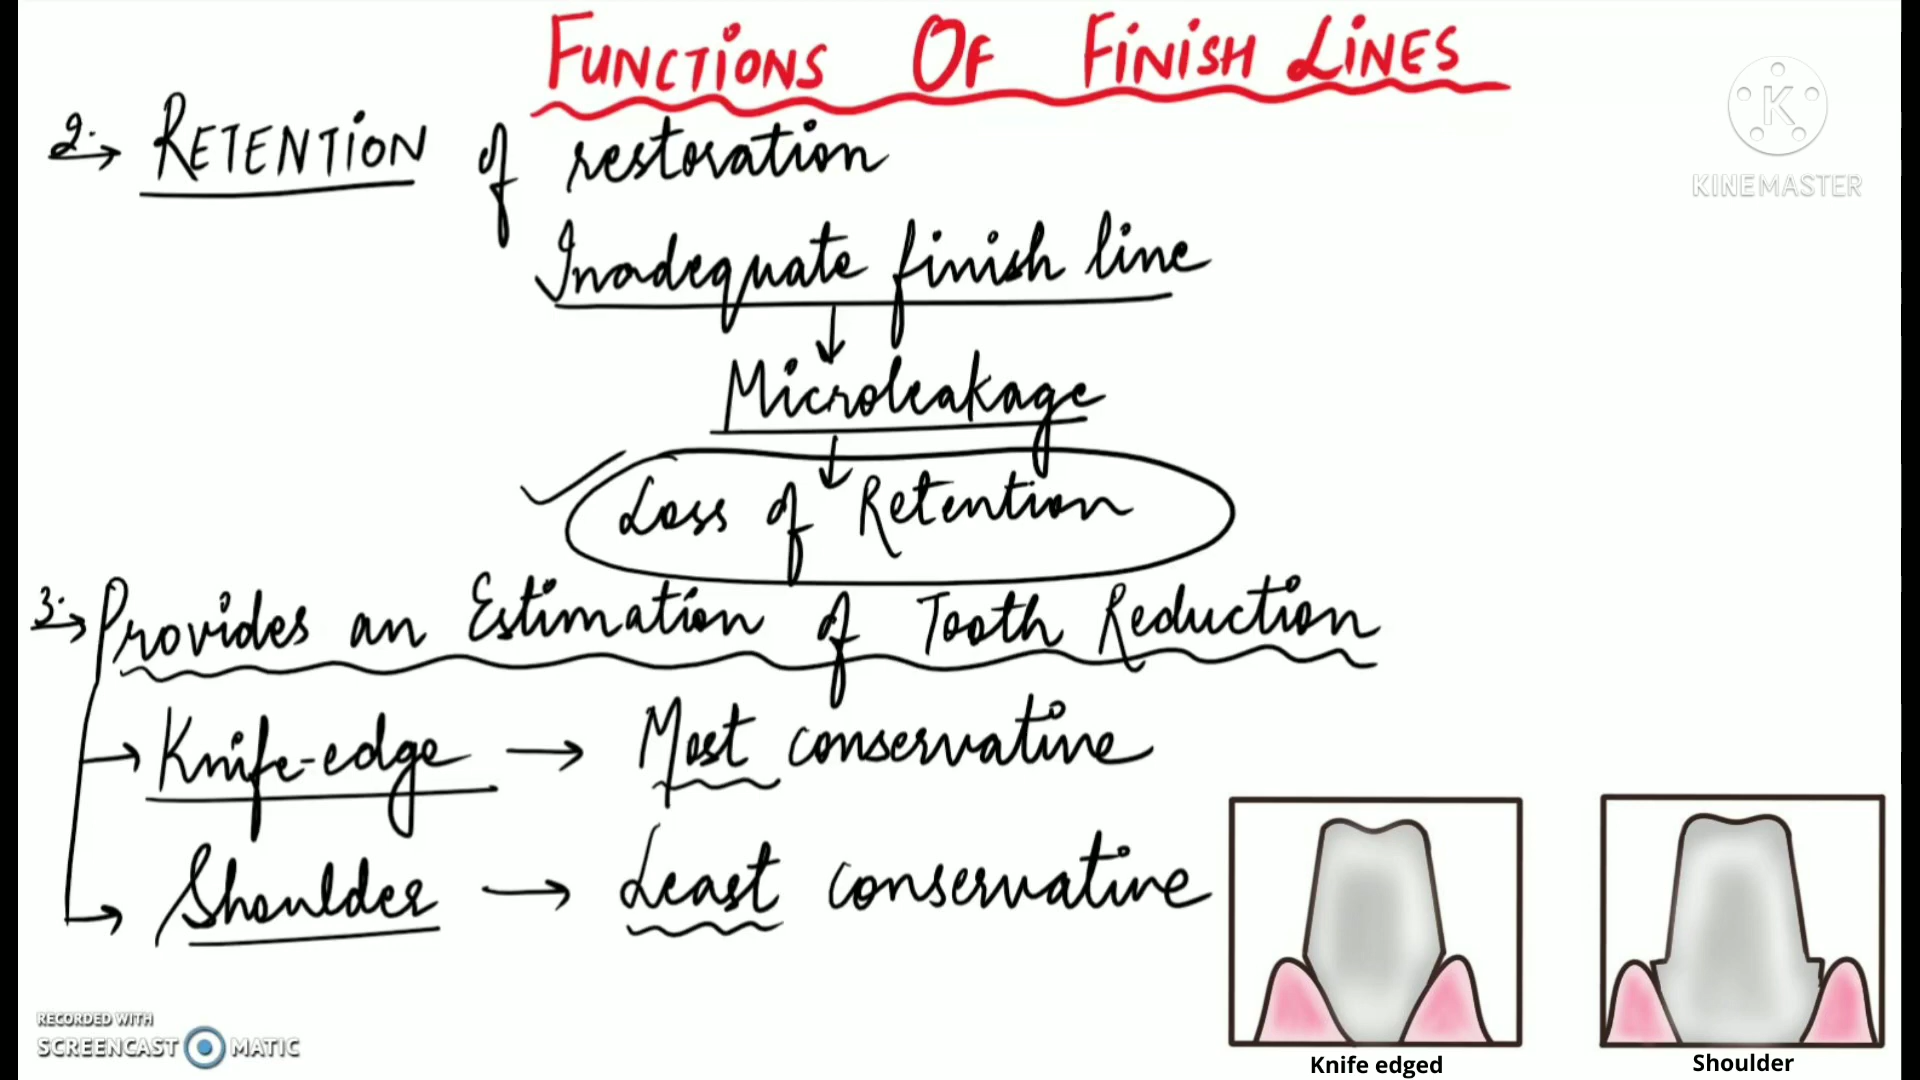 FUNCTIONS OF FINISH LINES
2. → RETENTION of restoration
K
KINEMASTER
Inadequate finish line
↓
Microleakage
↓
Loss of Retention
3. → Provides an Estimation of Tooth Reduction
→ Knife-edge → Most conservative
→ Shoulder → Least conservative
RECORDED WITH
SCREENCAST MATIC
Knife edged
Shoulder